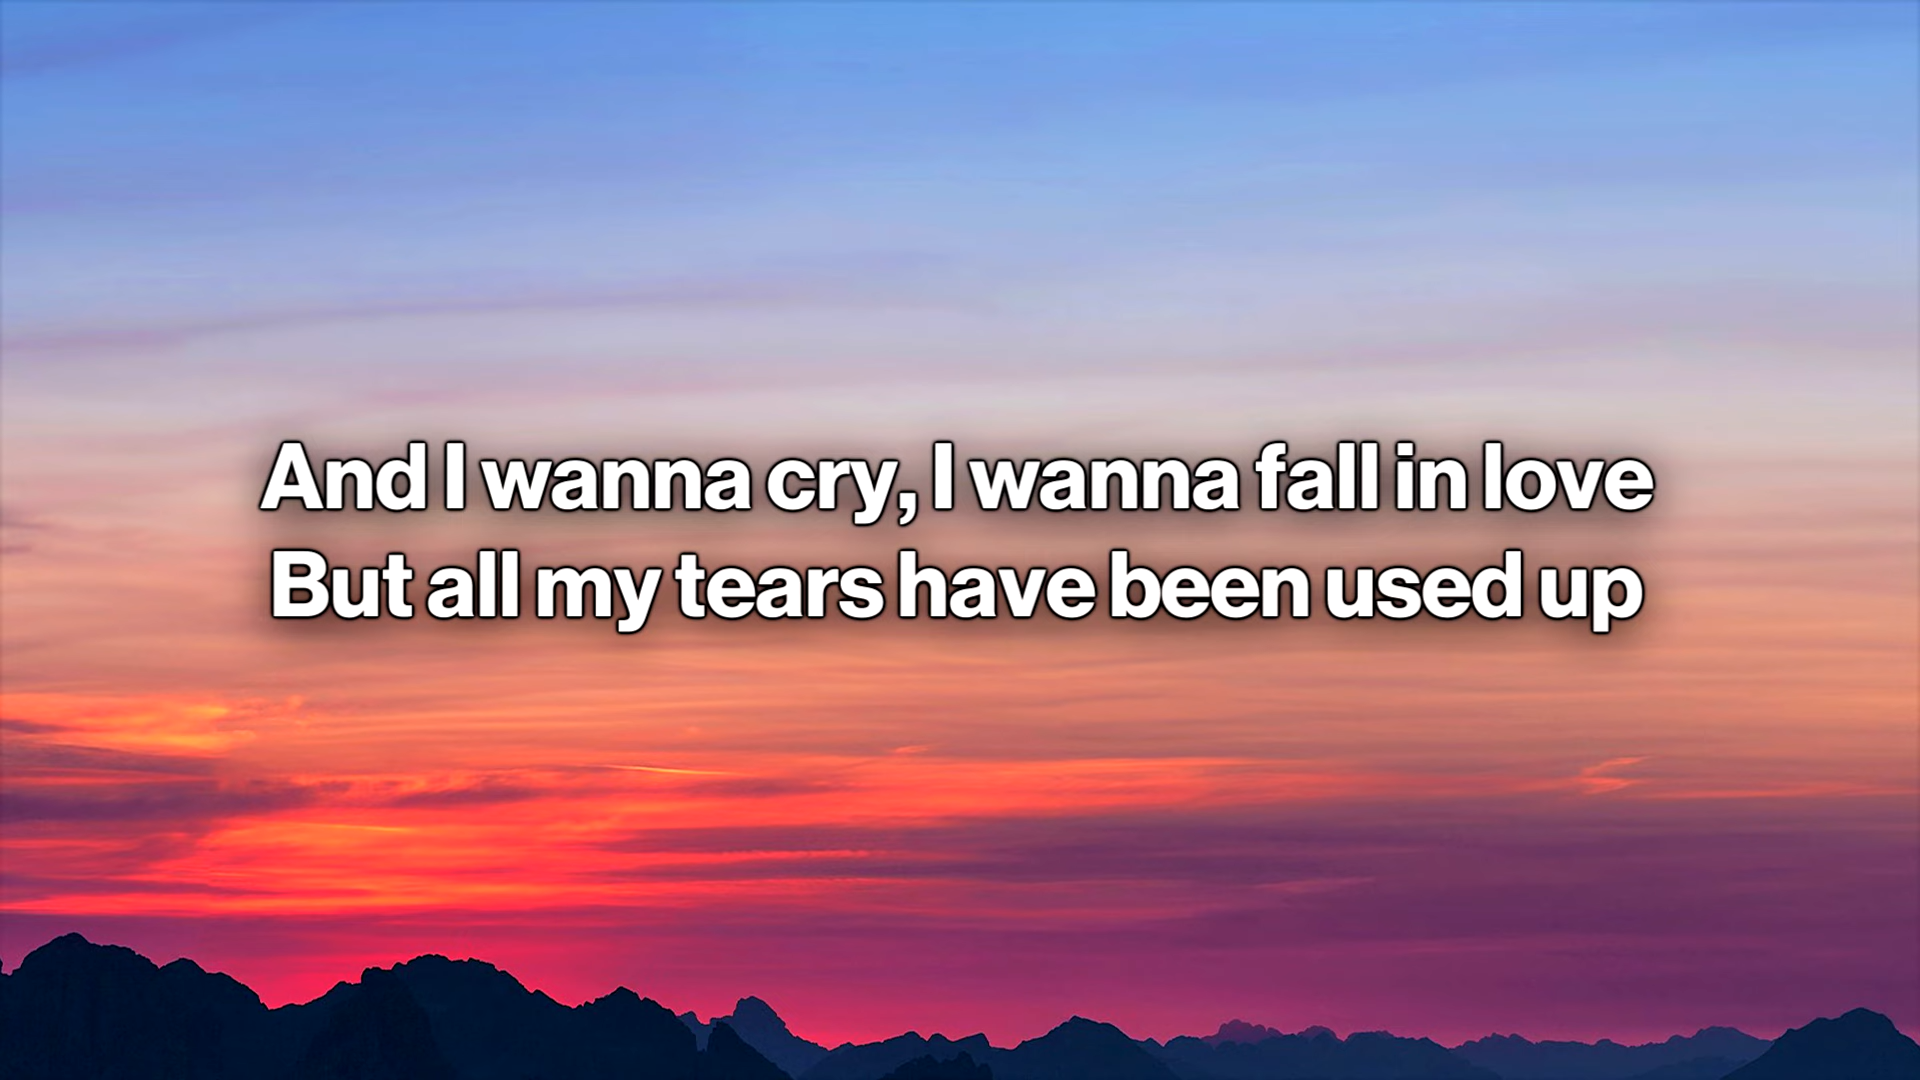 And I wanna cry, I wanna fall in love
But all my tears have been used up